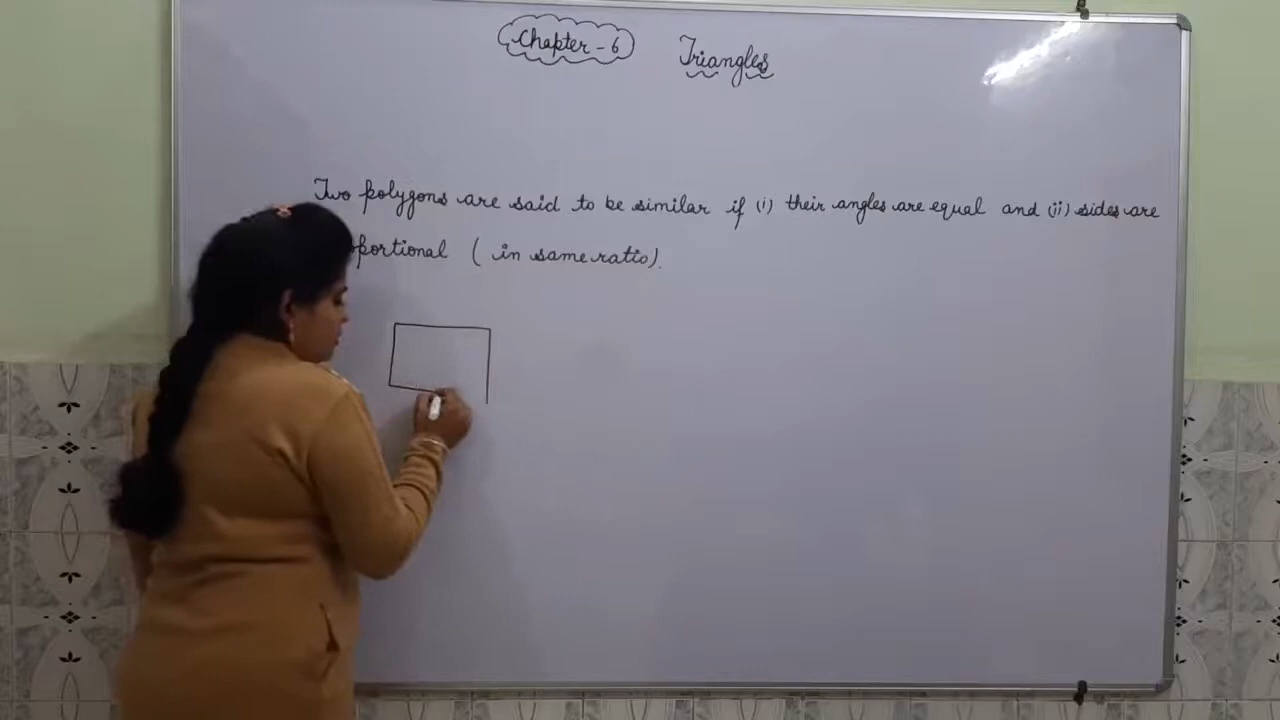 Chapter - 6 Triangles
Two polygons are said to be similar if (i) their angles are equal and (ii) sides are
portional ( in same ratio).